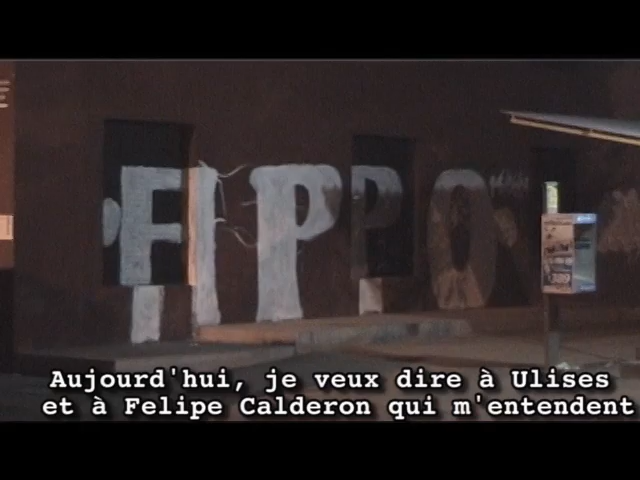 FIPPO
Aujourd'hui, je veux dire à Ulises
et à Felipe Calderon qui m'entendent